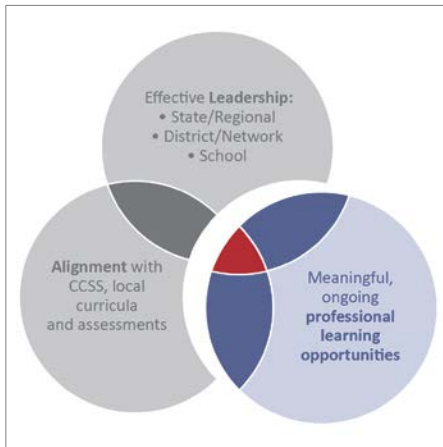 Effective Leadership:
• State/Regional
• District/Network
• School
Alignment with
CCSS, local
curricula
and assessments
Meaningful,
ongoing
professional
learning
opportunities